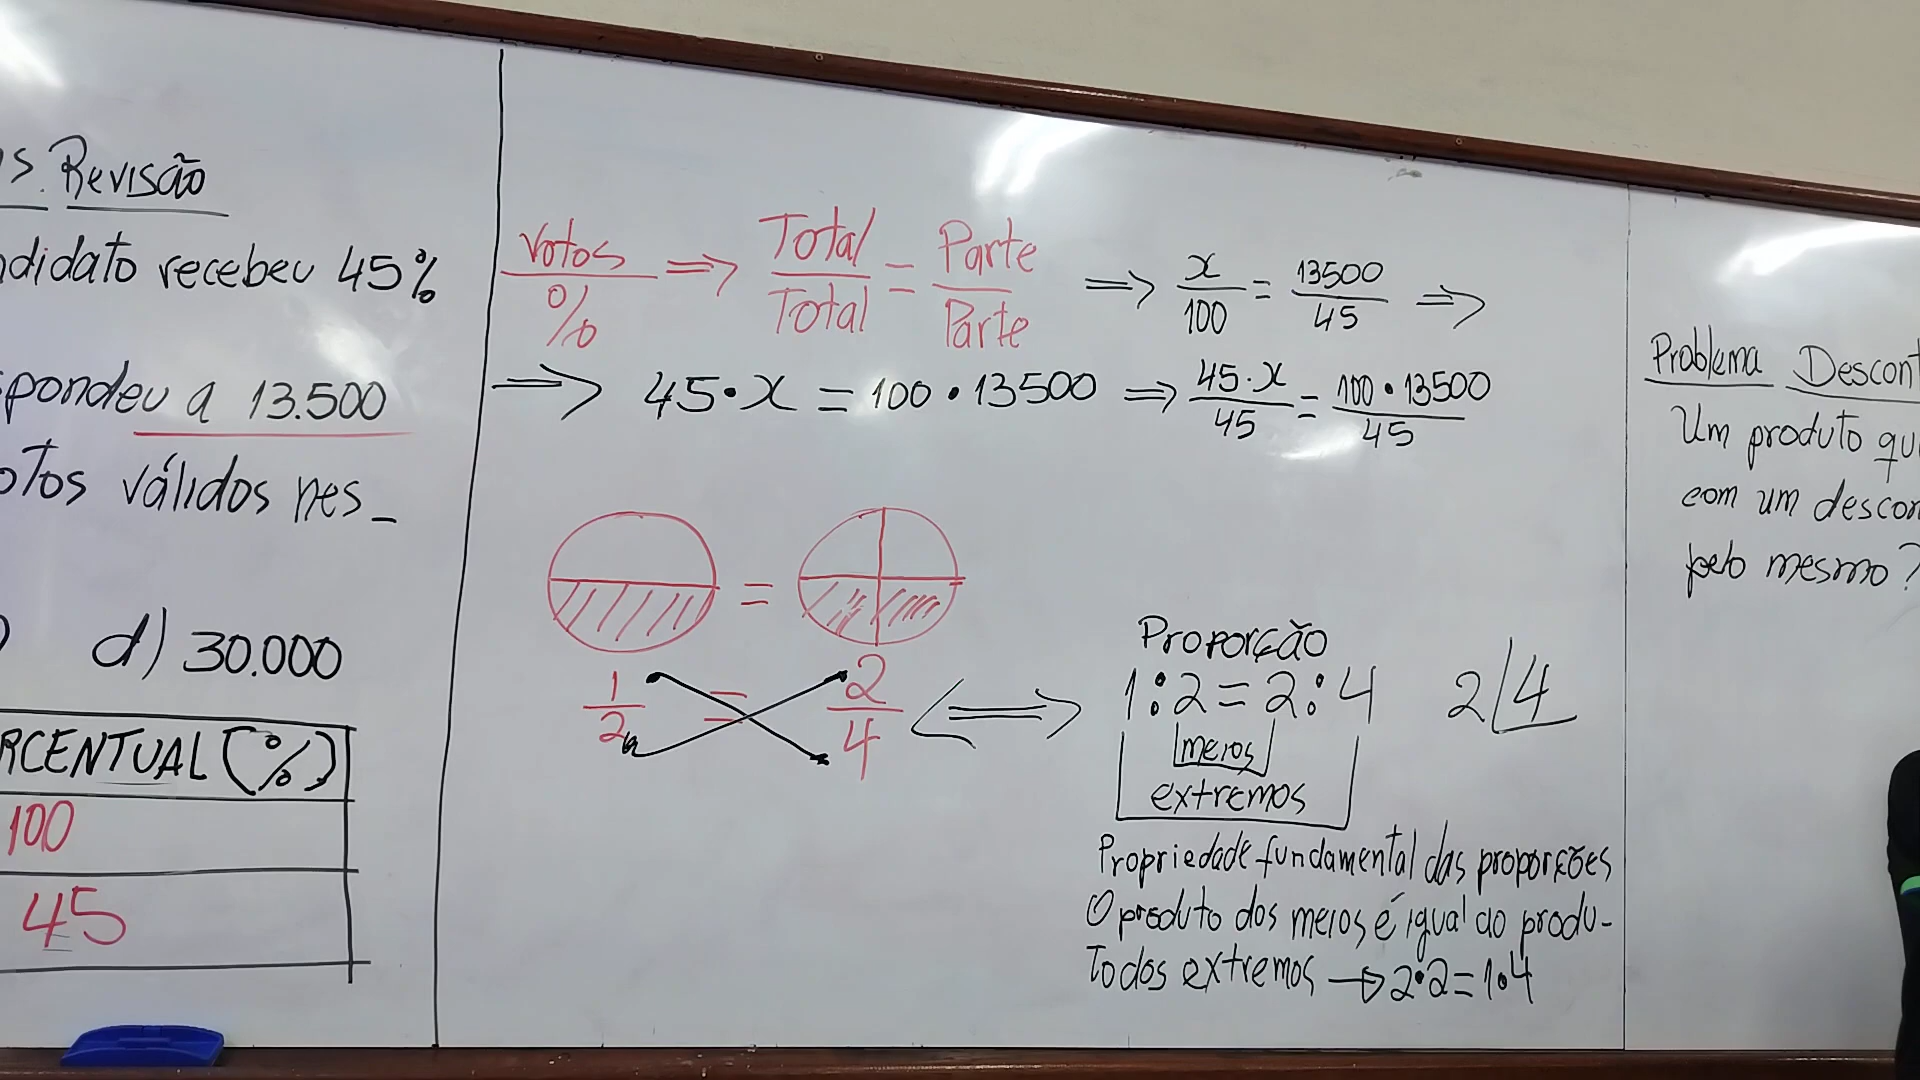 s. Revisão
ndidato recebeu 45%
spondeu a 13.500
otos válidos nes_
d) 30.000
RCENTUAL (%)
100
45
Votos/% ⇒ Total/Total = Parte/Parte ⇒ x/100 = 13500/45 ⇒
⇒ 45·x = 100·13500 ⇒ 45·x/45 = 100·13500/45
=
1/2 = 2/4 ⇔
Proporção
1:2=2:4
meios
extremos
2 4
Propriedade fundamental das proporções
O produto dos meios é igual ao produ-
To dos extremos → 2·2=1·4
Problema Descont
Um produto qu
com um descon
pelo mesmo?